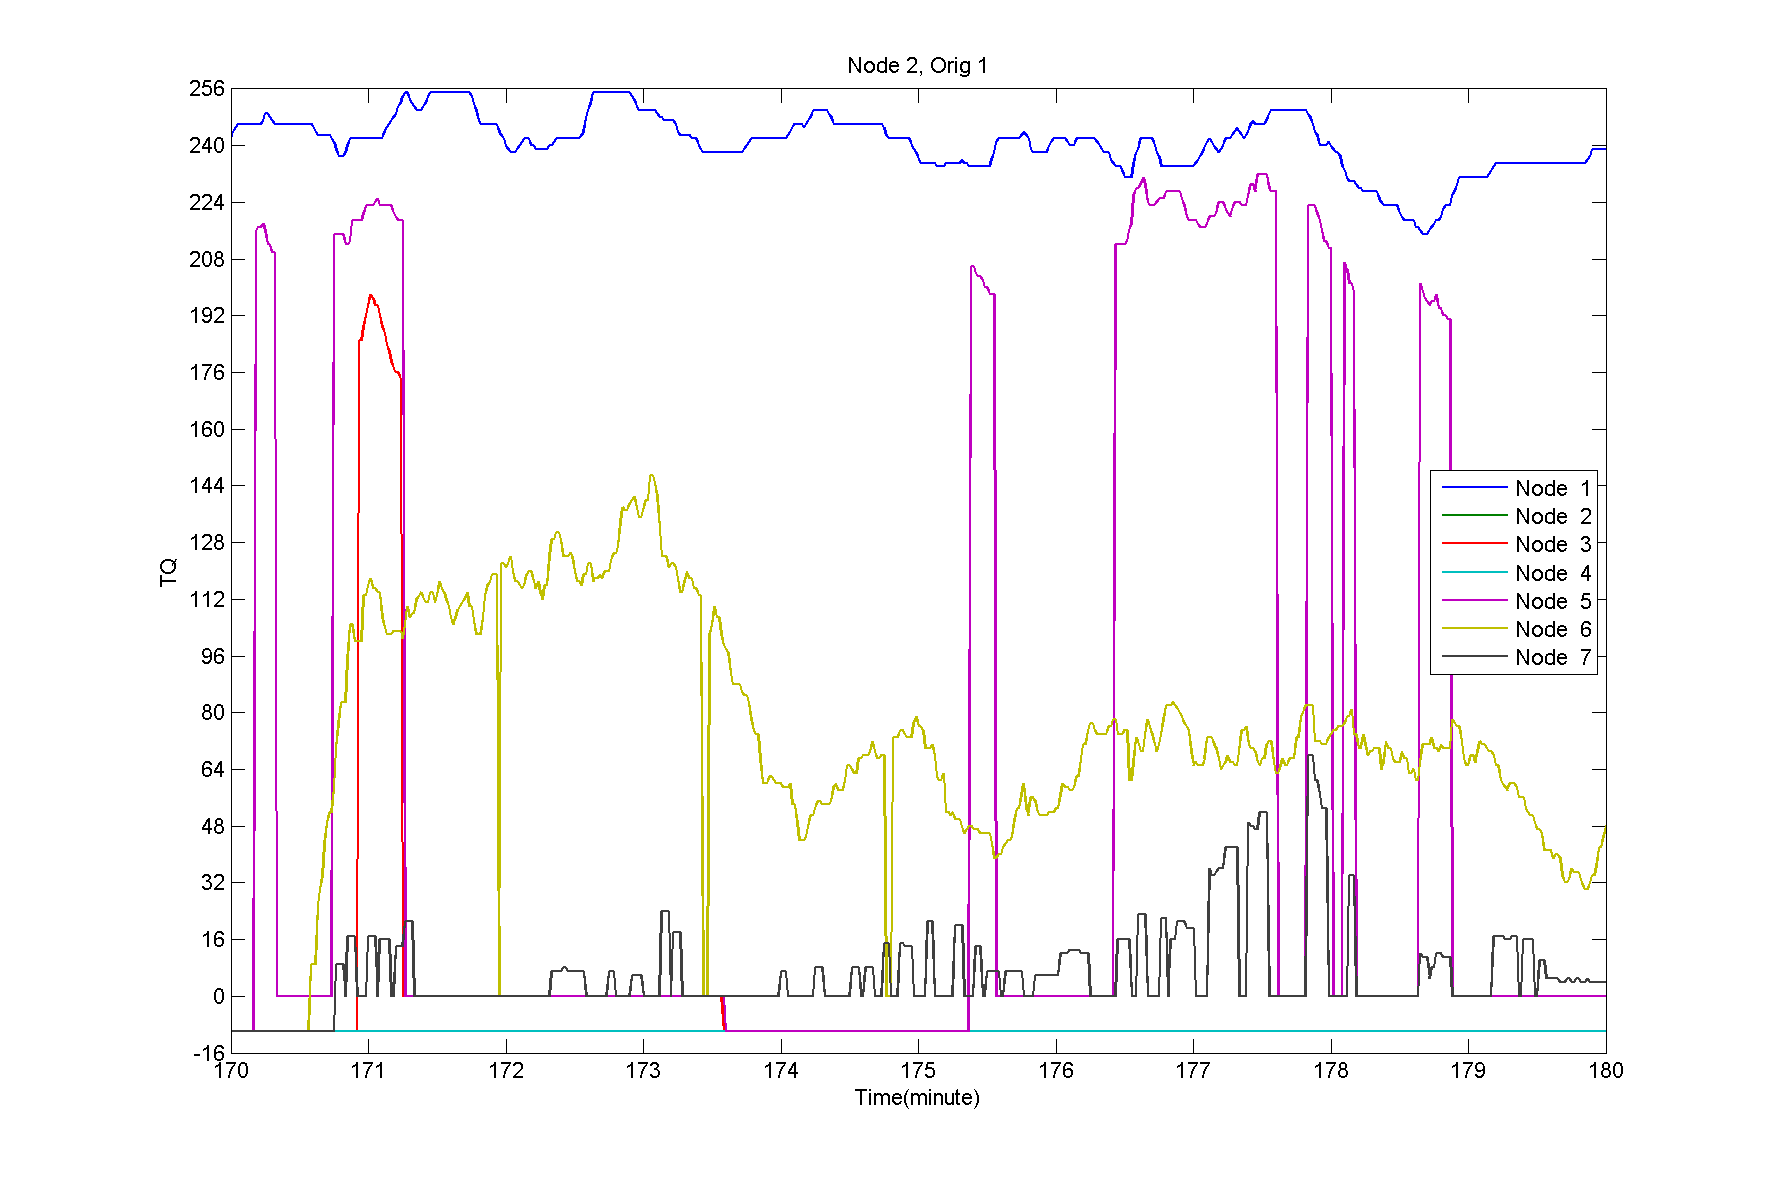 Node 2, Orig 1
256
240
224
208
192
176
160
144
128
112
96
80
64
48
32
16
0
-16
TQ
Node 1
Node 2
Node 3
Node 4
Node 5
Node 6
Node 7
170 171 172 173 174 175 176 177 178 179 180
Time(minute)